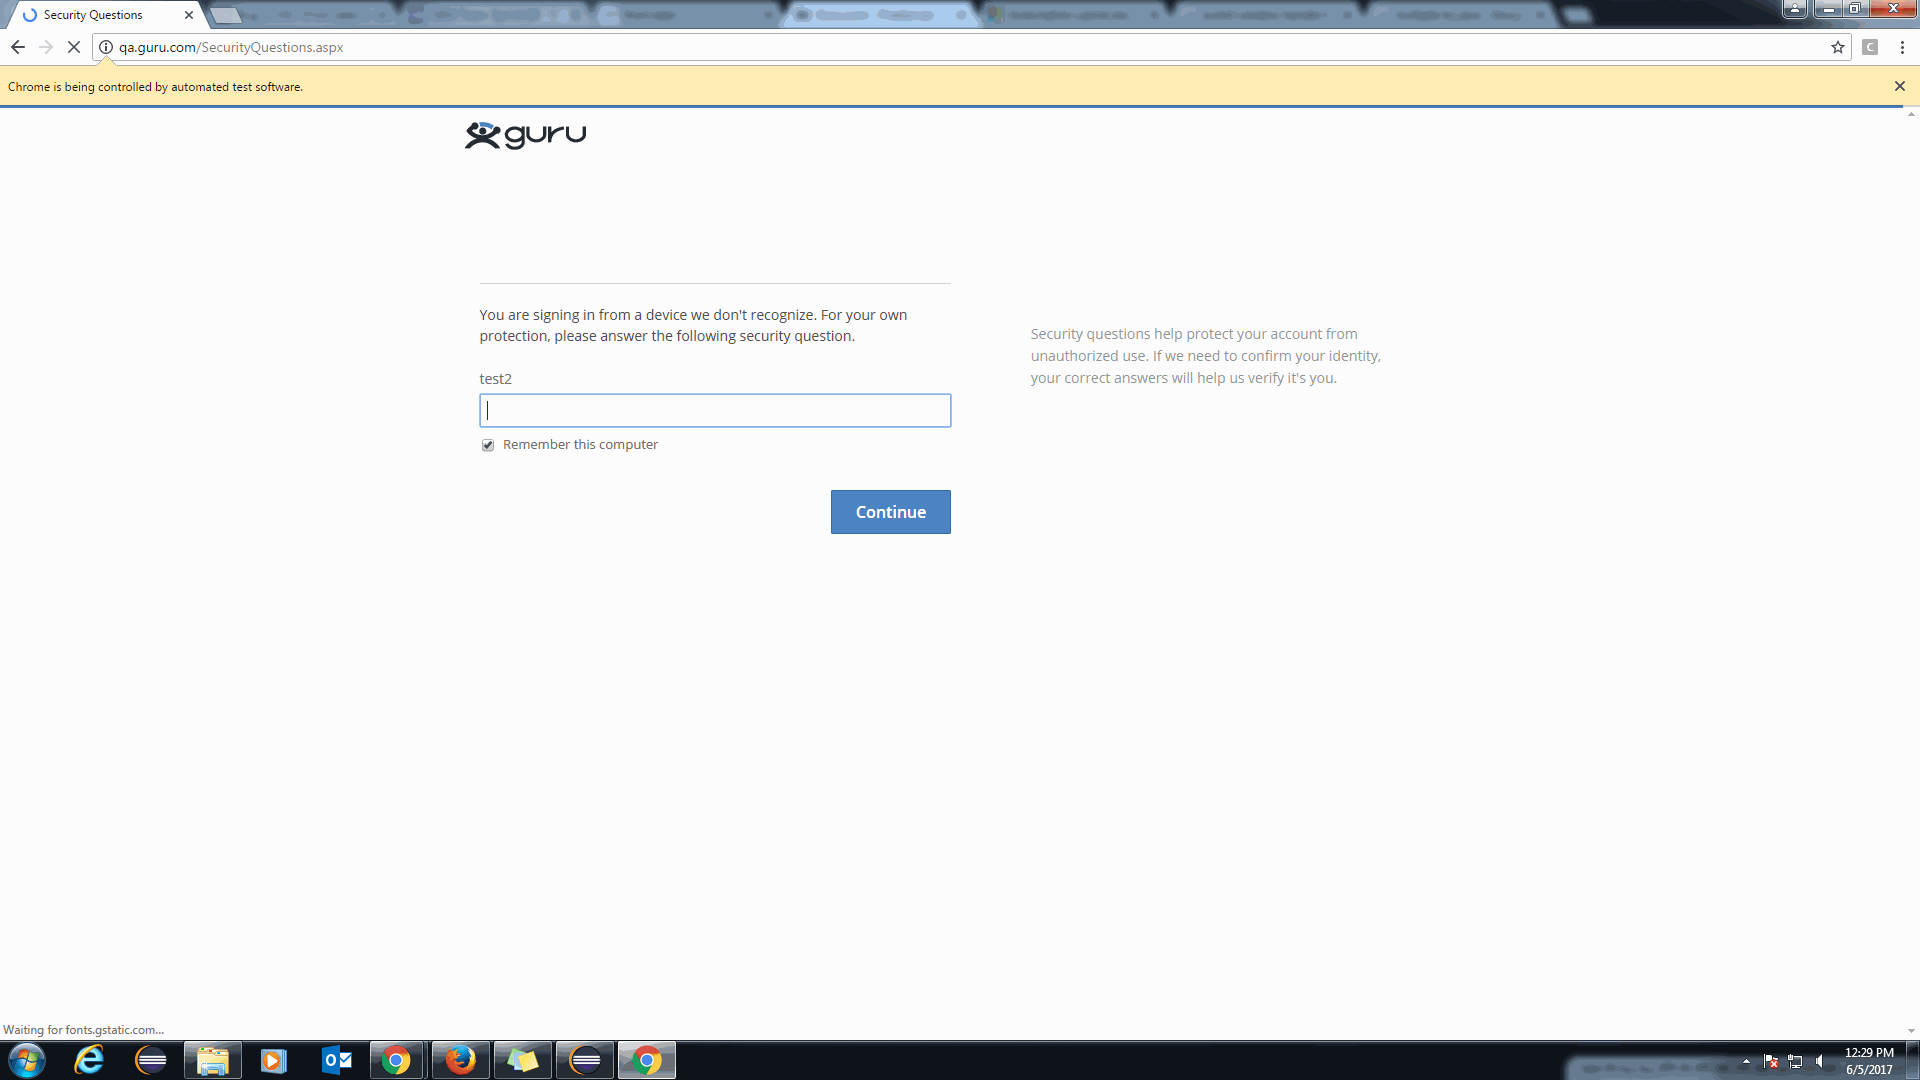 Security Questions
qa.guru.com/SecurityQuestions.aspx
C
Chrome is being controlled by automated test software.
guru
You are signing in from a device we don't recognize. For your own
protection, please answer the following security question.
Security questions help protect your account from
unauthorized use. If we need to confirm your identity,
your correct answers will help us verify it's you.
test2
Remember this computer
Continue
Waiting for fonts.gstatic.com...
12:29 PM
6/5/2017